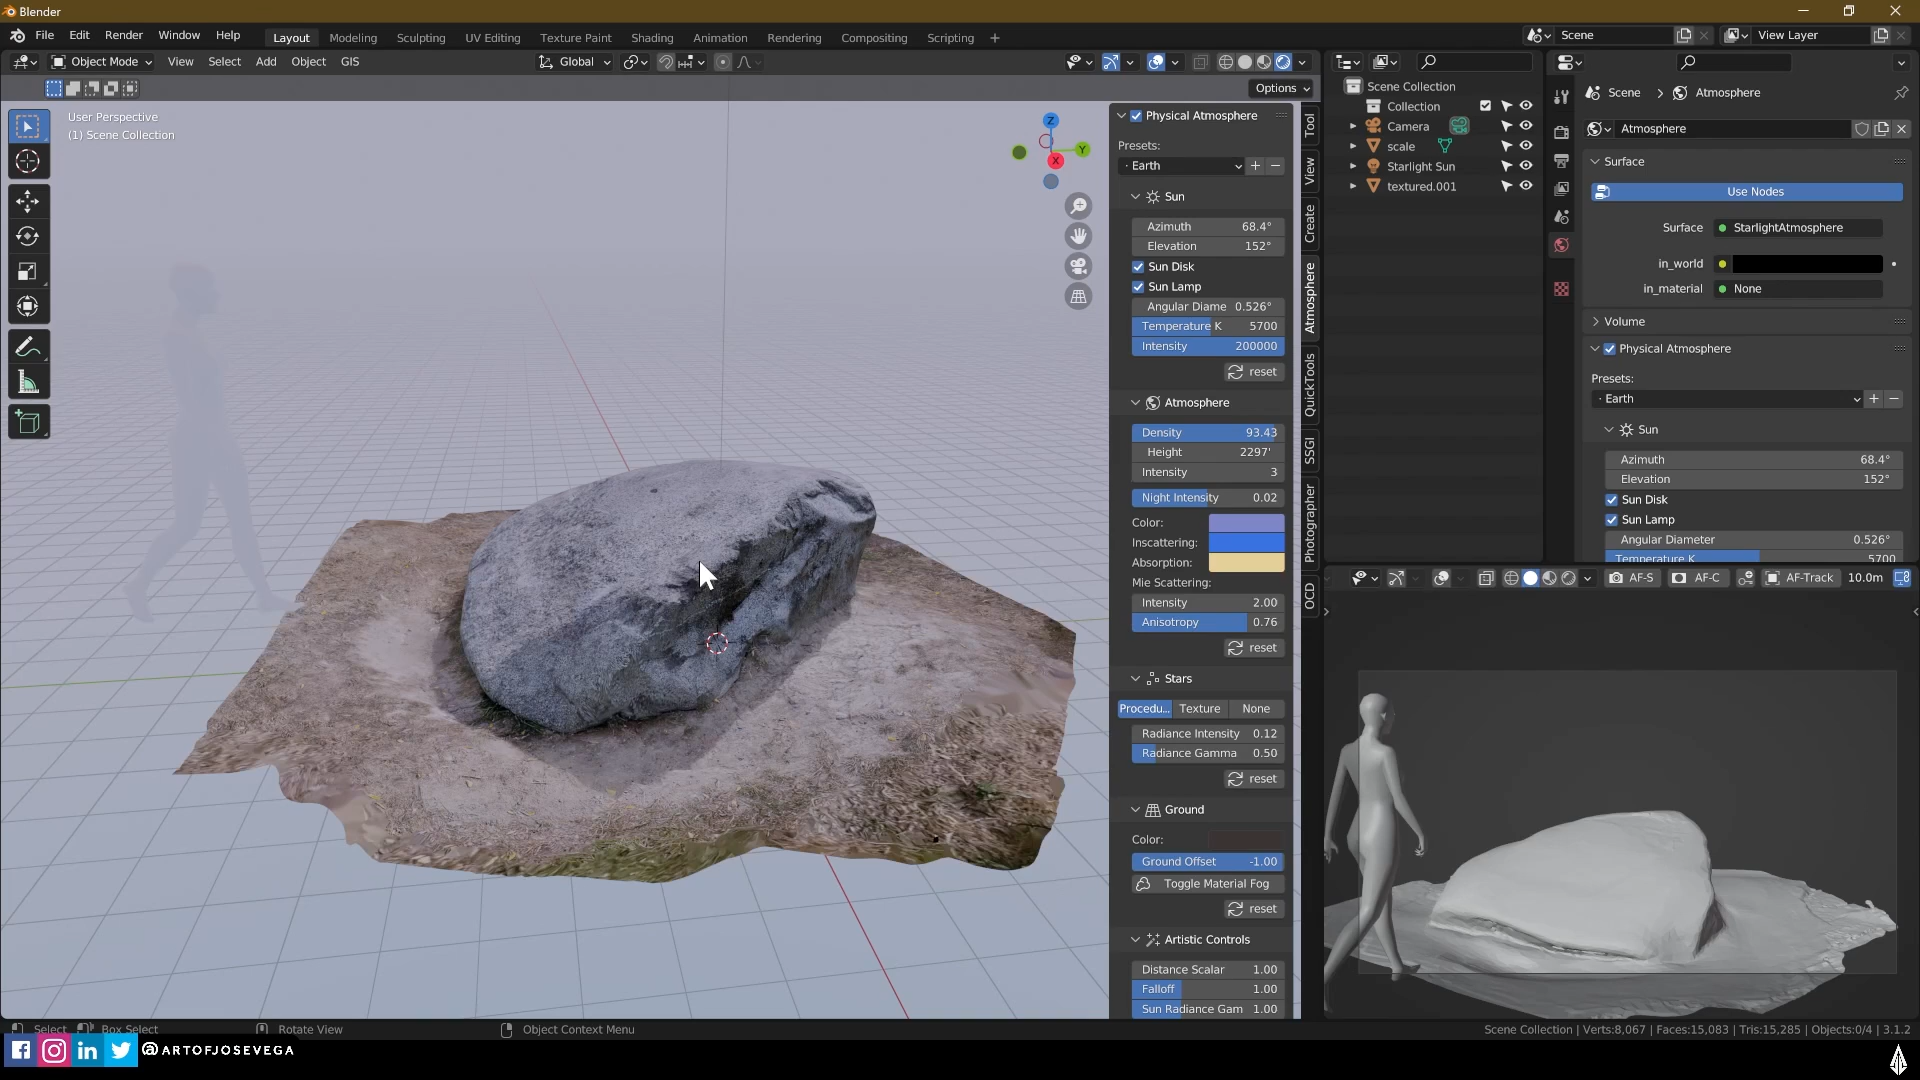 Blender
File Edit Render Window Help
Layout Modeling Sculpting UV Editing Texture Paint Shading Animation Rendering Compositing Scripting +
Scene
View Layer
Object Mode View Select Add Object GIS
Global
Options
User Perspective
(1) Scene Collection
Z
Y
X
Physical Atmosphere
Presets:
· Earth
Sun
Azimuth 68.4°
Elevation 152°
Sun Disk
Sun Lamp
Angular Diame 0.526°
Temperature K 5700
Intensity 200000
reset
Atmosphere
Density 93.43
Height 2297'
Intensity 3
Night Intensity 0.02
Color:
Inscattering:
Absorption:
Mie Scattering:
Intensity 2.00
Anisotropy 0.76
reset
Stars
Procedu... Texture None
Radiance Intensity 0.12
Radiance Gamma 0.50
reset
Ground
Color:
Ground Offset -1.00
Toggle Material Fog
reset
Artistic Controls
Distance Scalar 1.00
Falloff 1.00
Sun Radiance Gam 1.00
Tool
View
Create
Atmosphere
QuickTools
SSGI
Photographer
OCD
Scene Collection
Collection
Camera
scale
Starlight Sun
textured.001
Scene > Atmosphere
Atmosphere
Surface
Use Nodes
Surface StarlightAtmosphere
in_world
in_material None
Volume
Physical Atmosphere
Presets:
· Earth
Sun
Azimuth 68.4°
Elevation 152°
Sun Disk
Sun Lamp
Angular Diameter 0.526°
Temperature K 5700
AF-S AF-C AF-Track 10.0m
Select Box Select Rotate View Object Context Menu
Scene Collection | Verts:8,067 | Faces:15,083 | Tris:15,285 | Objects:0/4 | 3.1.2
@ARTOFJOSEVEGA